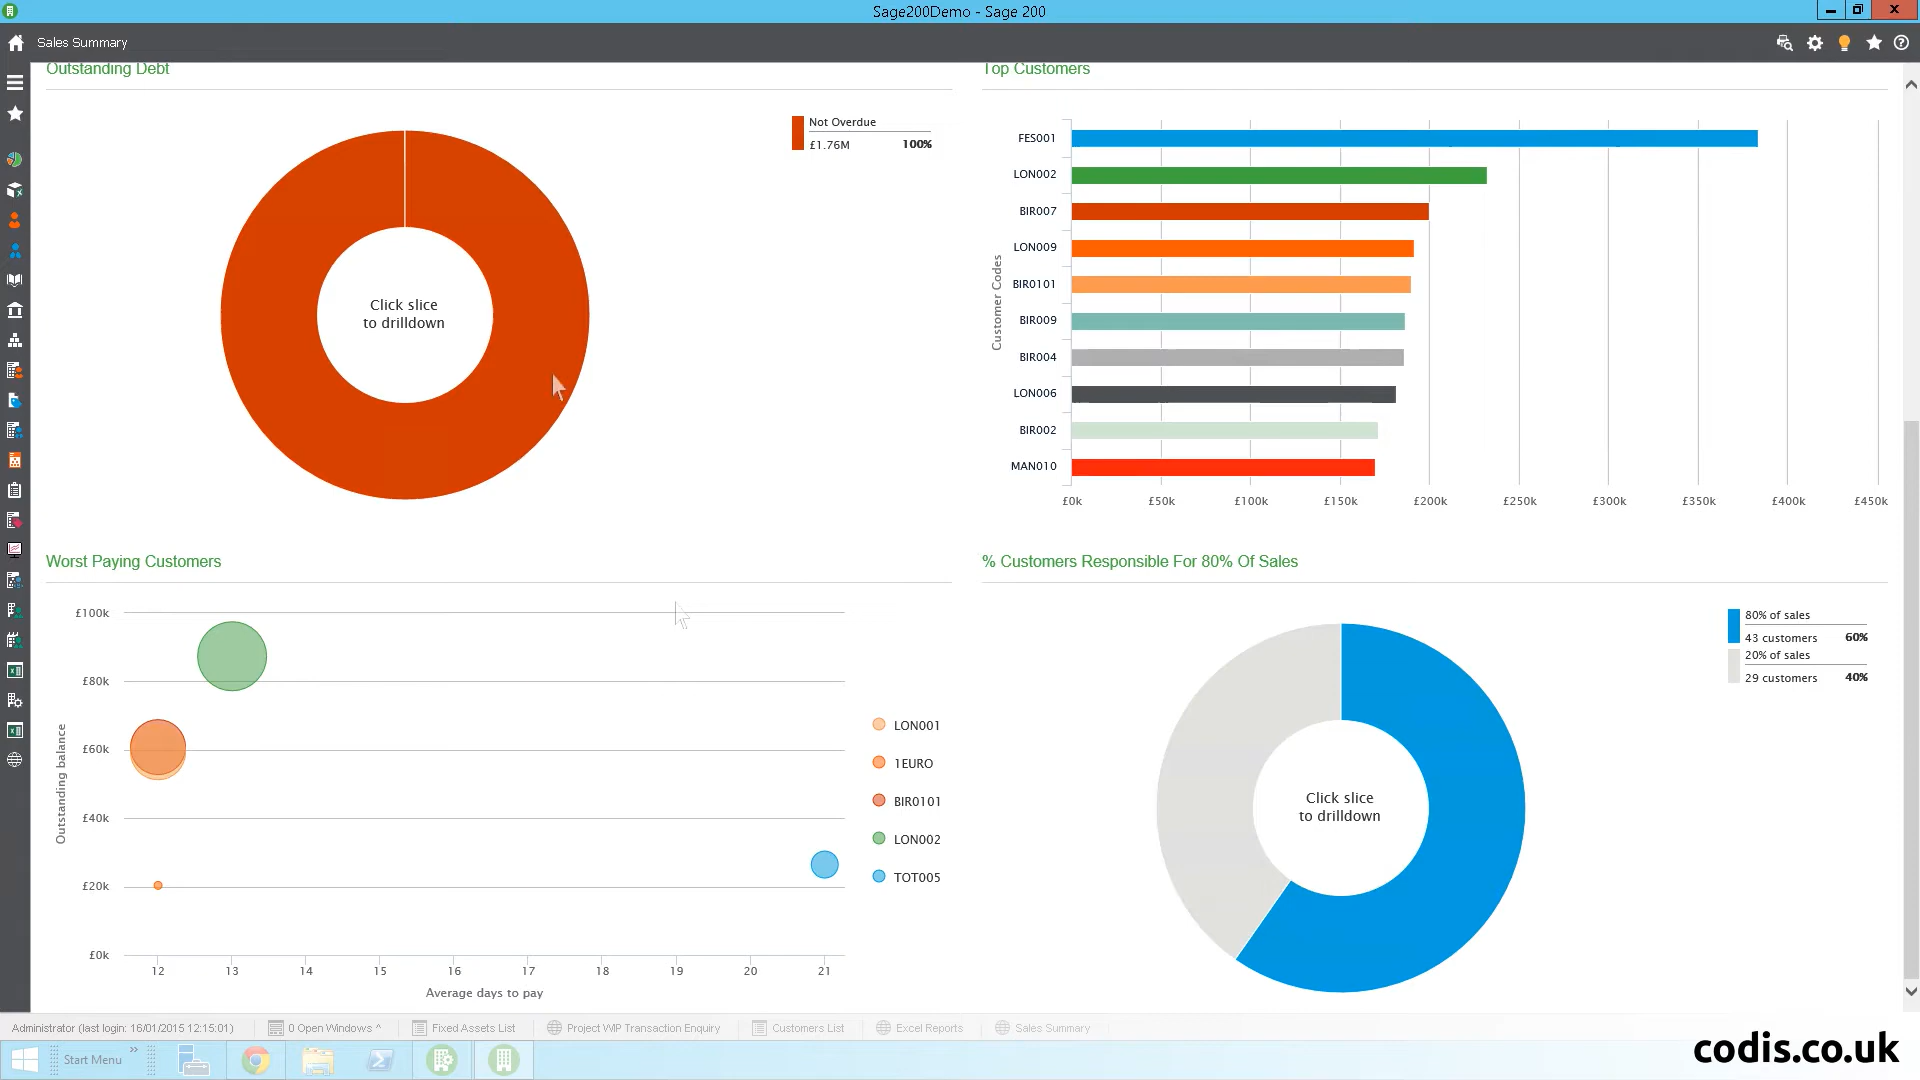 Sage200Demo - Sage 200
Sales Summary
Outstanding Debt
Not Overdue
£1.76M 100%
Click slice
to drilldown
Top Customers
Customer Codes
FES001
LON002
BIR007
LON009
BIR0101
BIR009
BIR004
LON006
BIR002
MAN010
£0k £50k £100k £150k £200k £250k £300k £350k £400k £450k
Worst Paying Customers
Outstanding balance
£100k
£80k
£60k
£40k
£20k
£0k
12 13 14 15 16 17 18 19 20 21
Average days to pay
LON001
1EURO
BIR0101
LON002
TOT005
% Customers Responsible For 80% Of Sales
80% of sales
43 customers 60%
20% of sales
29 customers 40%
Click slice
to drilldown
Administrator (last login: 16/01/2015 12:15:01) 0 Open Windows ^ Fixed Assets List Project WIP Transaction Enquiry Customers List Excel Reports Sales Summary
Start Menu »
codis.co.uk